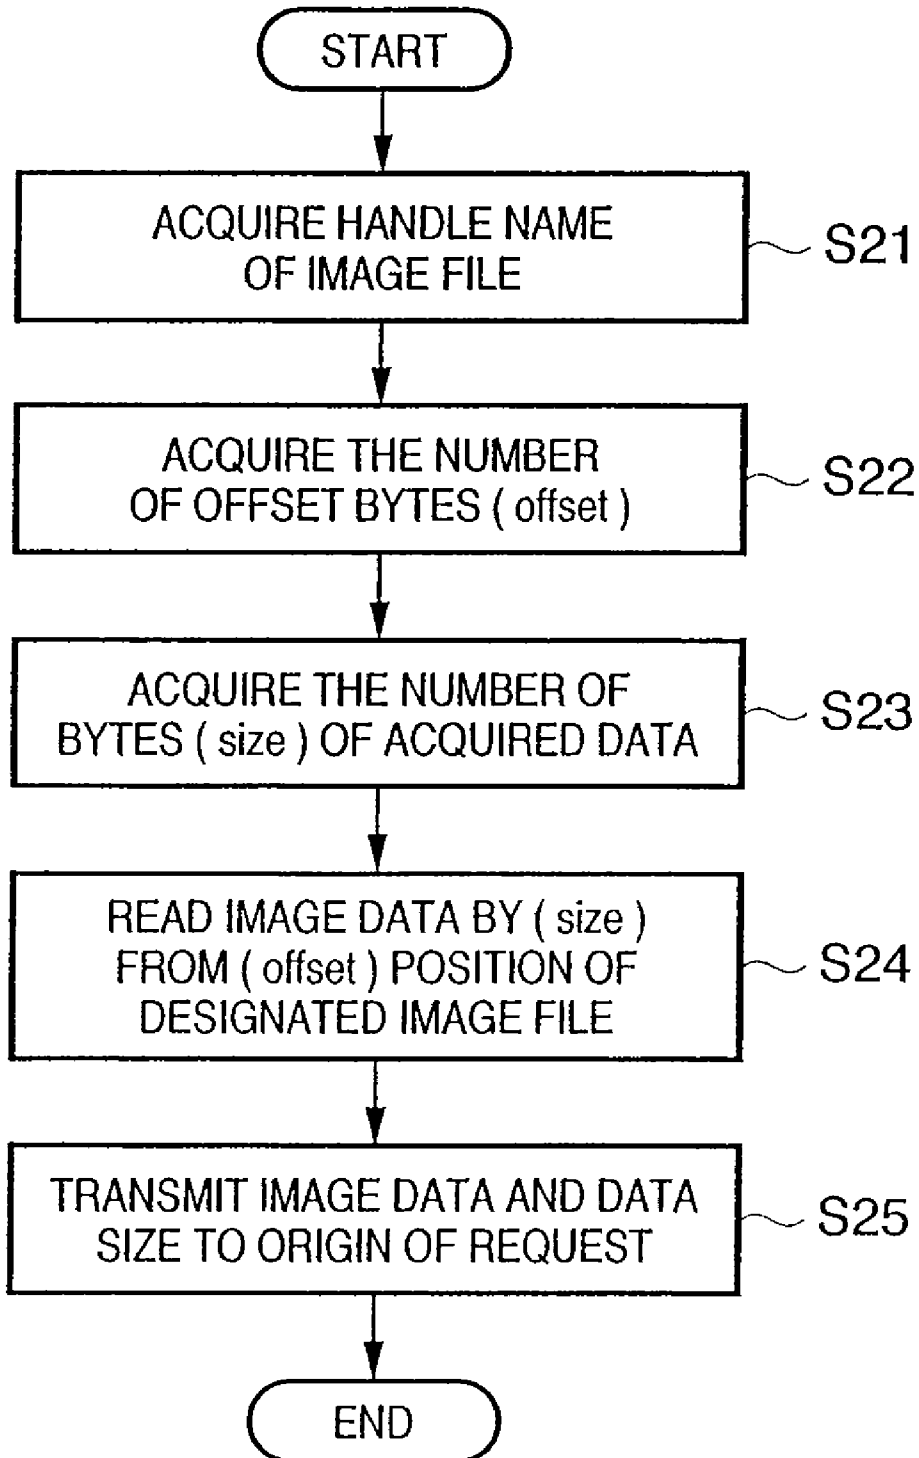 START
ACQUIRE HANDLE NAME
OF IMAGE FILE
S21
ACQUIRE THE NUMBER
OF OFFSET BYTES ( offset )
S22
ACQUIRE THE NUMBER OF
BYTES ( size ) OF ACQUIRED DATA
S23
READ IMAGE DATA BY ( size )
FROM ( offset ) POSITION OF
DESIGNATED IMAGE FILE
S24
TRANSMIT IMAGE DATA AND DATA
SIZE TO ORIGIN OF REQUEST
S25
END